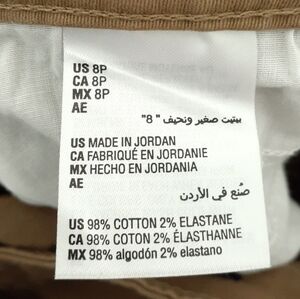 US 8P
CA 8P
MX 8P
AE
بيتيت صغير ونحيف " 8"
US MADE IN JORDAN
CA FABRIQUÉ EN JORDANIE
MX HECHO EN JORDANIA
AE
صُنع في الأردن
US 98% COTTON 2% ELASTANE
CA 98% COTON 2% ÉLASTHANNE
MX 98% algodón 2% elastano